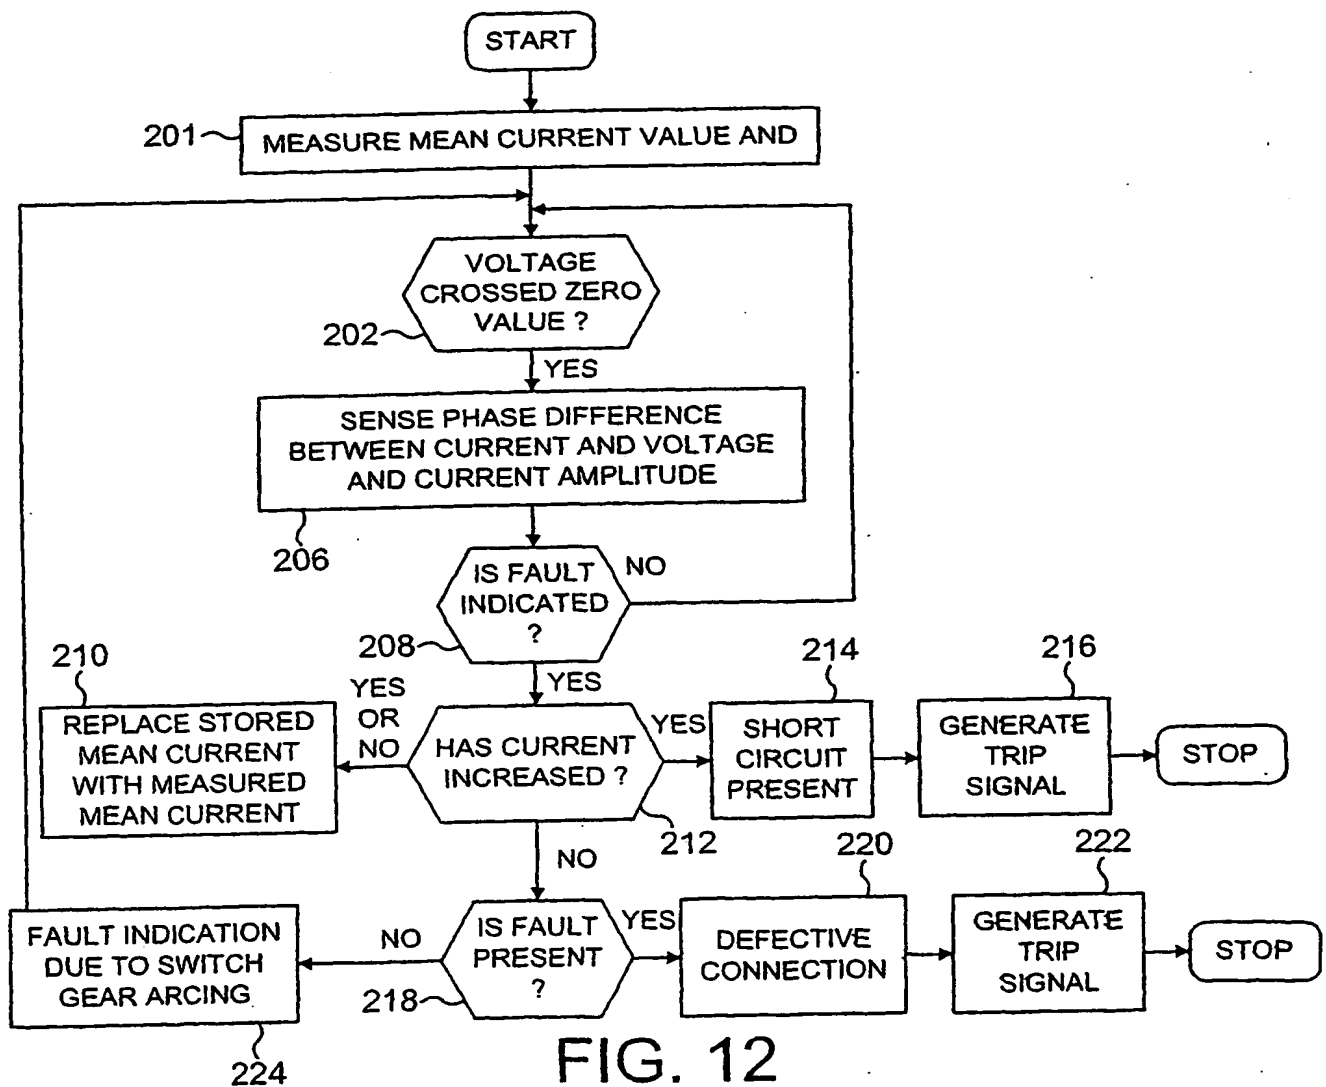 START
201
MEASURE MEAN CURRENT VALUE AND
VOLTAGE
CROSSED ZERO
VALUE ?
202
YES
SENSE PHASE DIFFERENCE
BETWEEN CURRENT AND VOLTAGE
AND CURRENT AMPLITUDE
206
IS FAULT
INDICATED
?
NO
208
YES
210
REPLACE STORED
MEAN CURRENT
WITH MEASURED
MEAN CURRENT
YES
OR
NO
HAS CURRENT
INCREASED ?
212
YES
214
SHORT
CIRCUIT
PRESENT
216
GENERATE
TRIP
SIGNAL
STOP
NO
IS FAULT
PRESENT
?
218
YES
220
DEFECTIVE
CONNECTION
222
GENERATE
TRIP
SIGNAL
STOP
NO
FAULT INDICATION
DUE TO SWITCH
GEAR ARCING
224
FIG. 12